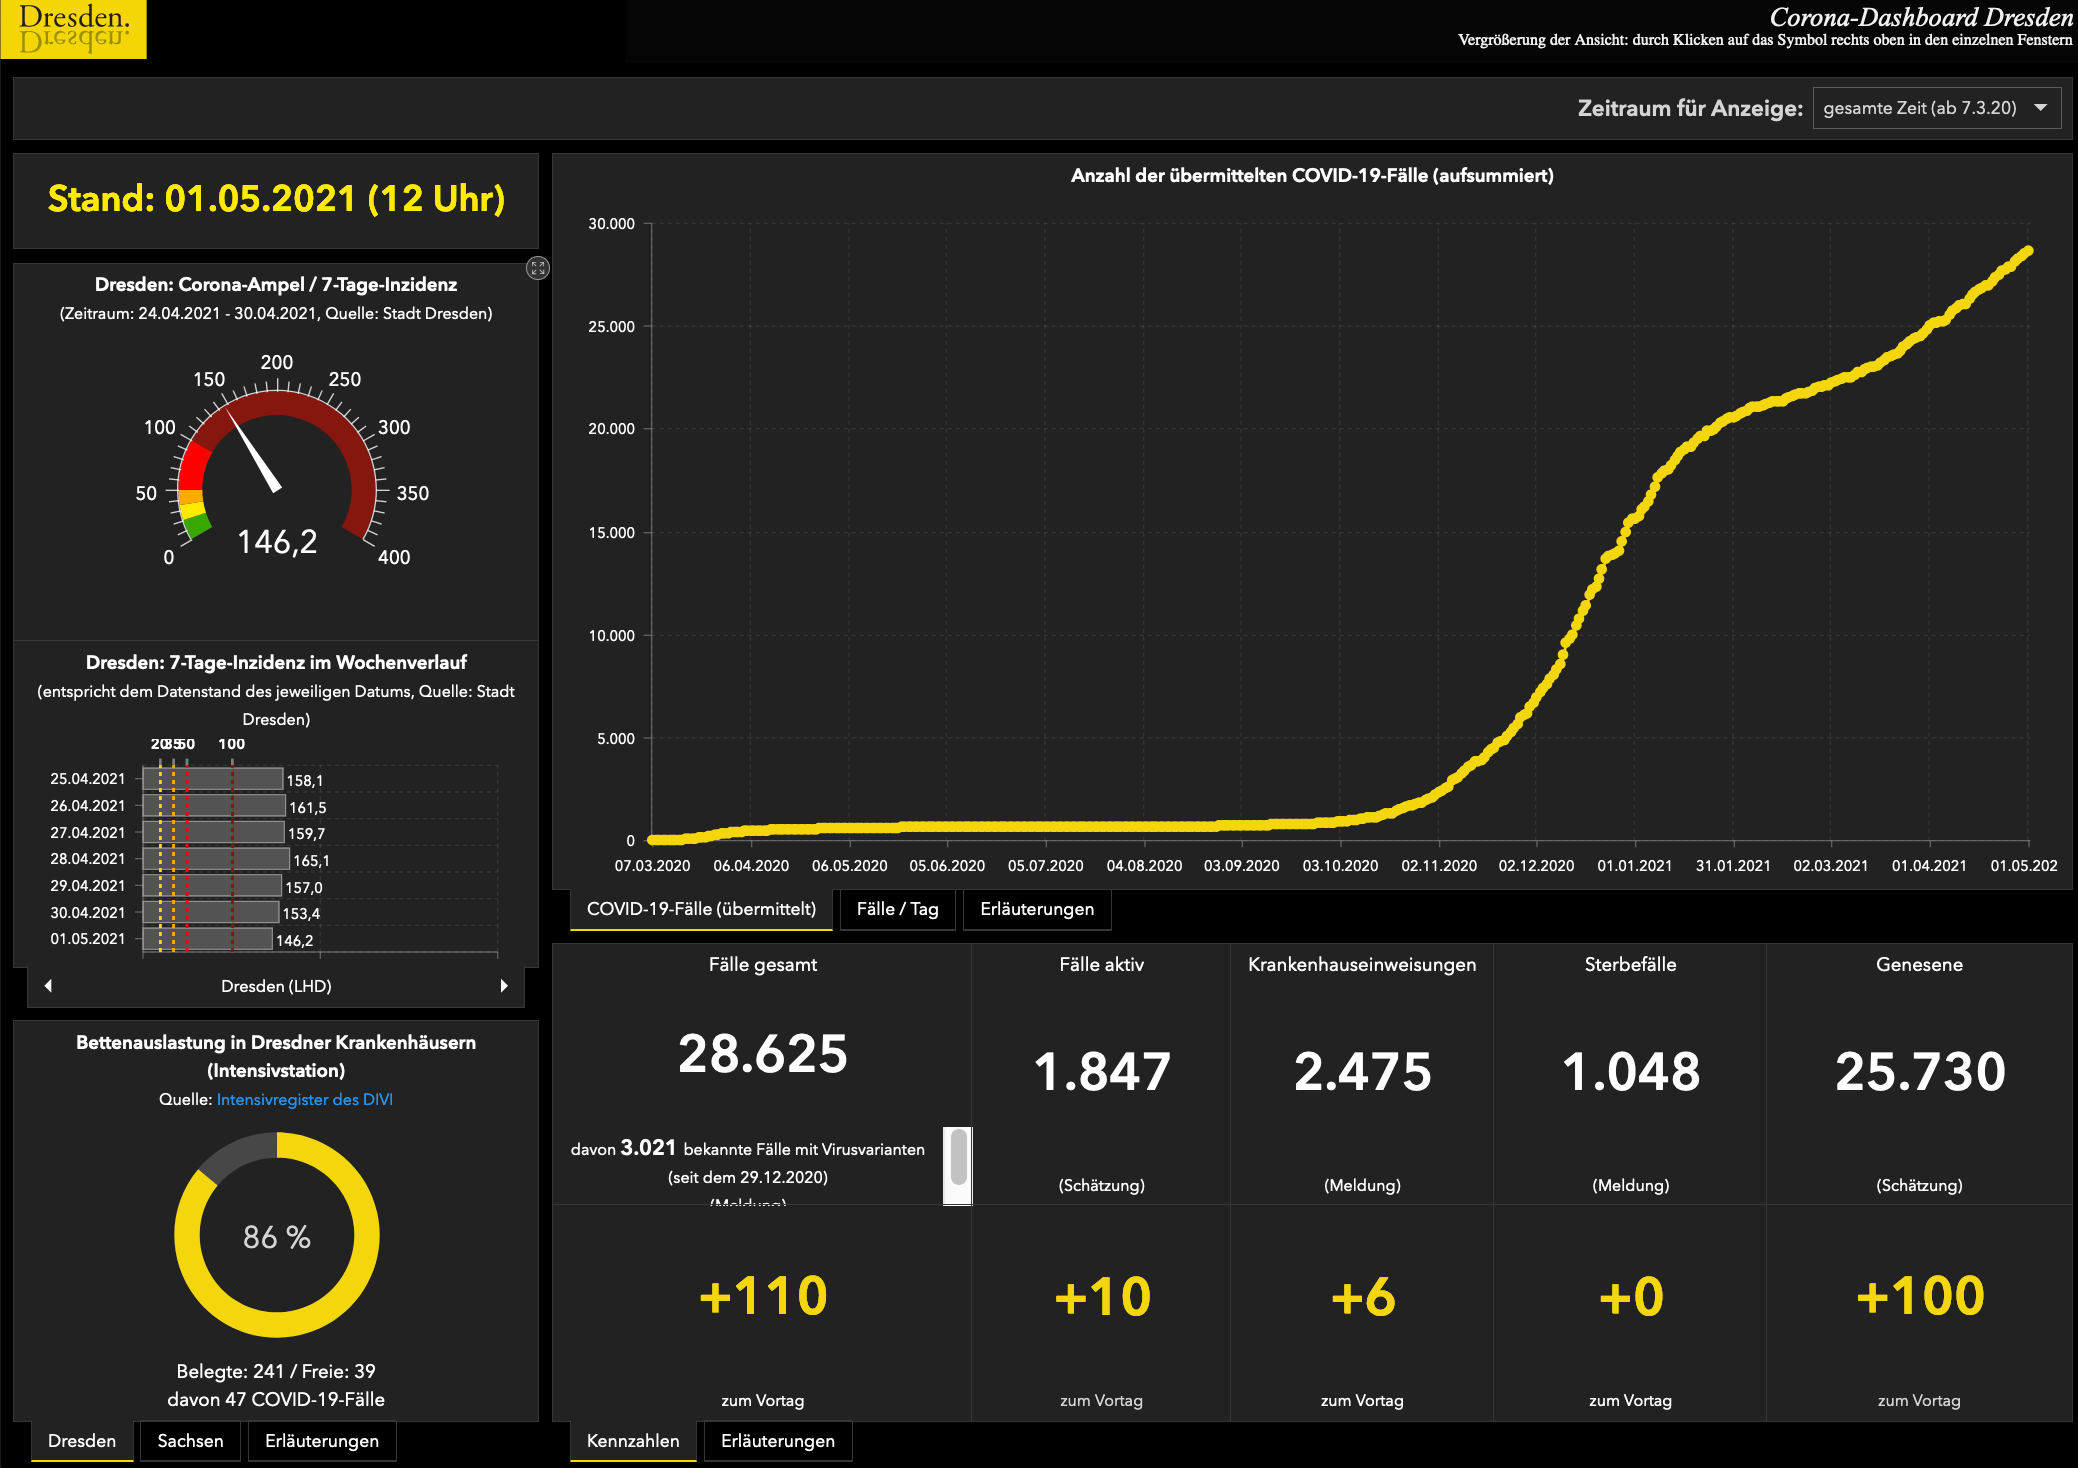 Dresden.
Dresden.
Corona-Dashboard Dresden
Vergrößerung der Ansicht: durch Klicken auf das Symbol rechts oben in den einzelnen Fenstern
Zeitraum für Anzeige: gesamte Zeit (ab 7.3.20)
Stand: 01.05.2021 (12 Uhr)
Dresden: Corona-Ampel / 7-Tage-Inzidenz
(Zeitraum: 24.04.2021 - 30.04.2021, Quelle: Stadt Dresden)
0
50
100
150
200
250
300
350
400
146,2
Dresden: 7-Tage-Inzidenz im Wochenverlauf
(entspricht dem Datenstand des jeweiligen Datums, Quelle: Stadt
Dresden)
20 35 50 100
25.04.2021 158,1
26.04.2021 161,5
27.04.2021 159,7
28.04.2021 165,1
29.04.2021 157,0
30.04.2021 153,4
01.05.2021 146,2
Dresden (LHD)
Bettenauslastung in Dresdner Krankenhäusern
(Intensivstation)
Quelle: Intensivregister des DIVI
86 %
Belegte: 241 / Freie: 39
davon 47 COVID-19-Fälle
Dresden Sachsen Erläuterungen
Anzahl der übermittelten COVID-19-Fälle (aufsummiert)
30.000
25.000
20.000
15.000
10.000
5.000
0
07.03.2020 06.04.2020 06.05.2020 05.06.2020 05.07.2020 04.08.2020 03.09.2020 03.10.2020 02.11.2020 02.12.2020 01.01.2021 31.01.2021 02.03.2021 01.04.2021 01.05.202
COVID-19-Fälle (übermittelt) Fälle / Tag Erläuterungen
Fälle gesamt
28.625
davon 3.021 bekannte Fälle mit Virusvarianten
(seit dem 29.12.2020)
(Meldung)
+110
zum Vortag
Fälle aktiv
1.847
(Schätzung)
+10
zum Vortag
Krankenhauseinweisungen
2.475
(Meldung)
+6
zum Vortag
Sterbefälle
1.048
(Meldung)
+0
zum Vortag
Genesene
25.730
(Schätzung)
+100
zum Vortag
Kennzahlen Erläuterungen